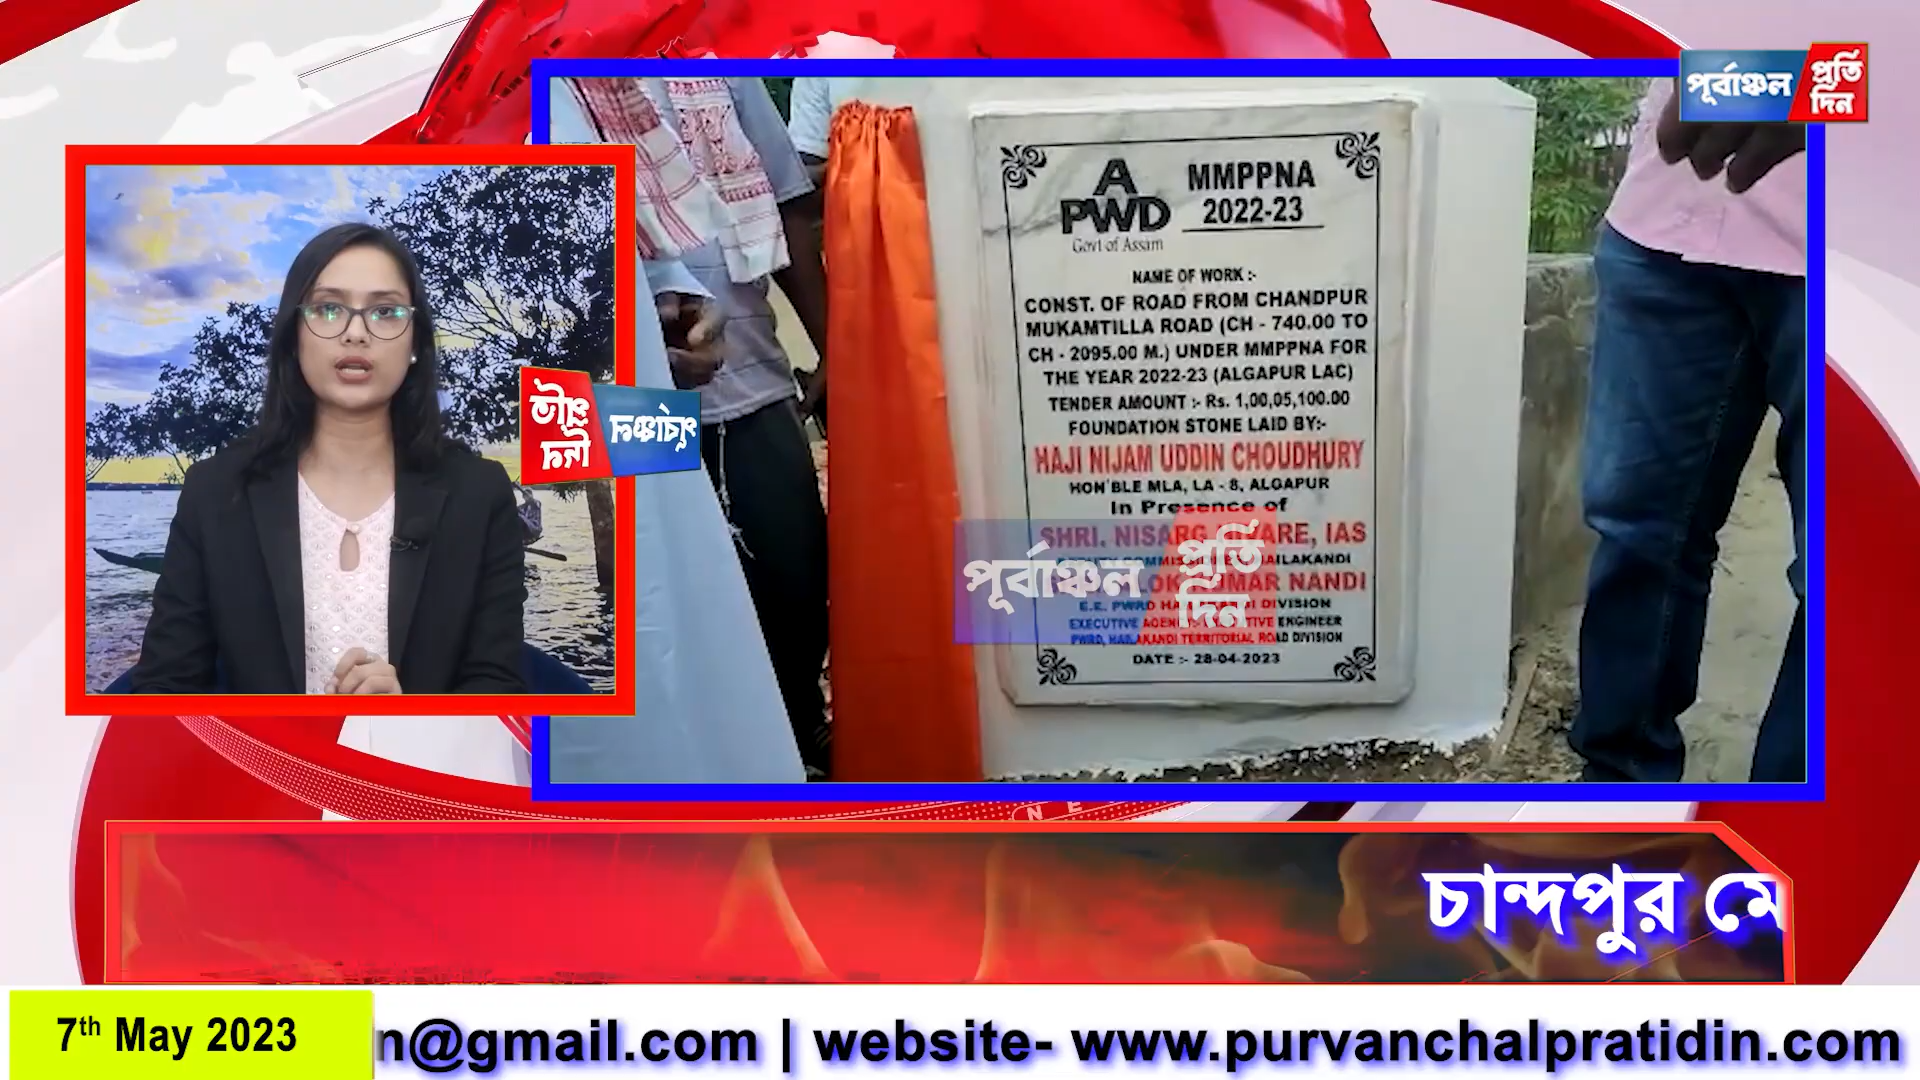 পূর্বাঞ্চল প্রতি দিন
A
PWD
Govt of Assam
MMPPNA
2022-23
NAME OF WORK :-
CONST. OF ROAD FROM CHANDPUR
MUKAMTILLA ROAD (CH - 740.00 TO
CH - 2095.00 M.) UNDER MMPPNA FOR
THE YEAR 2022-23 (ALGAPUR LAC)
TENDER AMOUNT :- Rs. 1,00,05,100.00
FOUNDATION STONE LAID BY:-
HAJI NIJAM UDDIN CHOUDHURY
HON'BLE MLA, LA - 8, ALGAPUR
In Presence of
SHRI. NISARG IAS
NANDI
E.E. PWRD DIVISION
EXECUTIVE ENGINEER
PWRD, HAILAKANDI TERRITORIAL ROAD DIVISION
DATE :- 28-04-2023
পূর্বাঞ্চল প্রতি দিন
চান্দপুর মে
7th May 2023
n@gmail.com | website- www.purvanchalpratidin.com